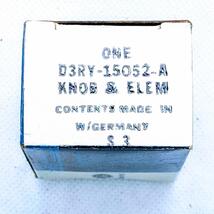 ONE
D3RY-15052-A
KNOB & ELEM
CONTENTS MADE IN
W/GERMANY
S 3